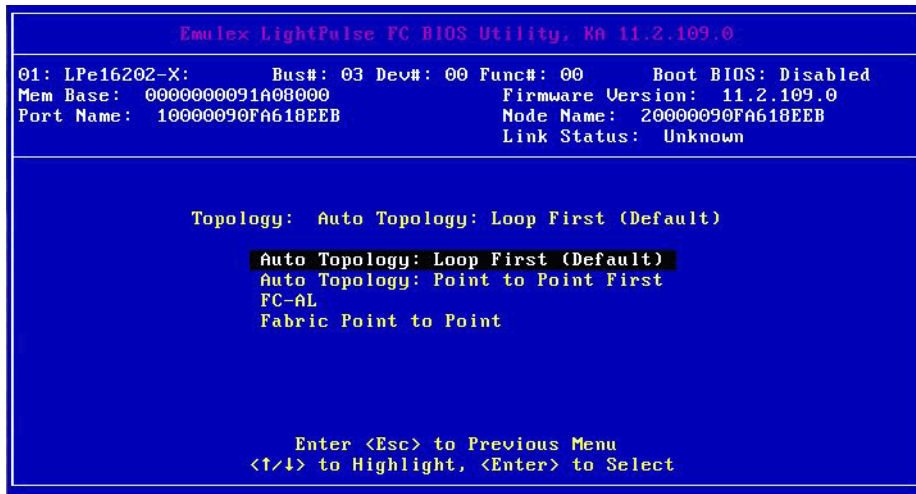 Emulex LightPulse FC BIOS Utility, KA 11.2.109.0
01: LPe16202-X: Bus#: 03 Dev#: 00 Func#: 00 Boot BIOS: Disabled
Mem Base: 0000000091A08000 Firmware Version: 11.2.109.0
Port Name: 10000090FA618EEB Node Name: 20000090FA618EEB
Link Status: Unknown
Topology: Auto Topology: Loop First (Default)
Auto Topology: Loop First (Default)
Auto Topology: Point to Point First
FC-AL
Fabric Point to Point
Enter <Esc> to Previous Menu
<↑/↓> to Highlight, <Enter> to Select